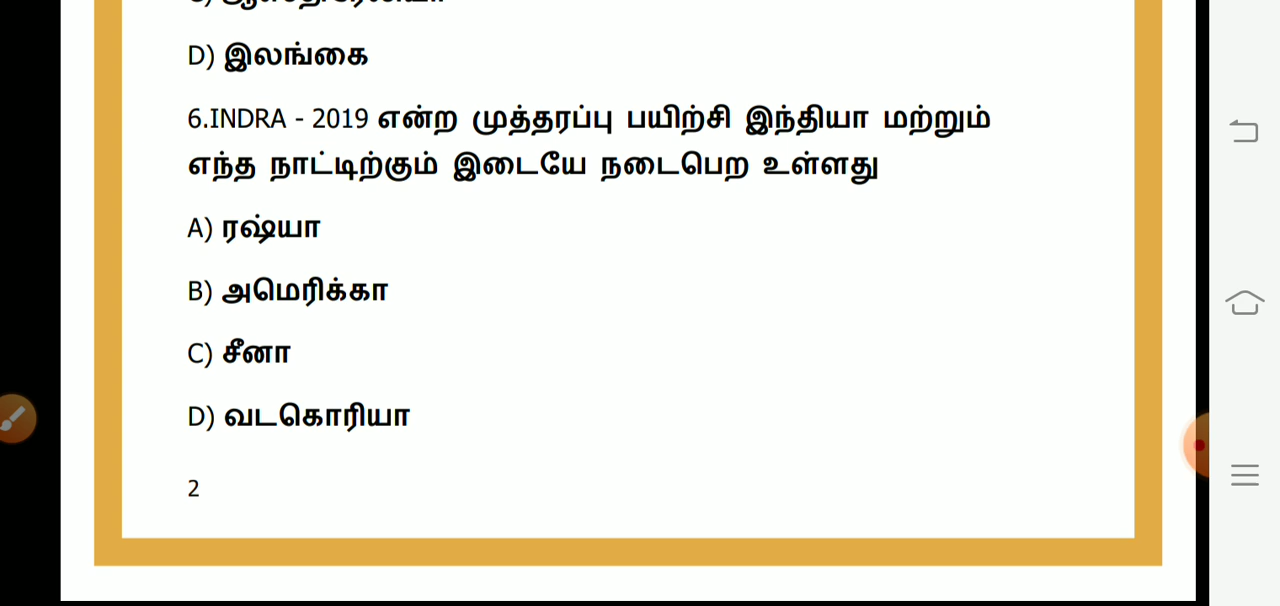 D) இலங்கை
6.INDRA - 2019 என்ற முத்தரப்பு பயிற்சி இந்தியா மற்றும்
எந்த நாட்டிற்கும் இடையே நடைபெற உள்ளது
A) ரஷ்யா
B) அமெரிக்கா
C) சீனா
D) வடகொரியா
2